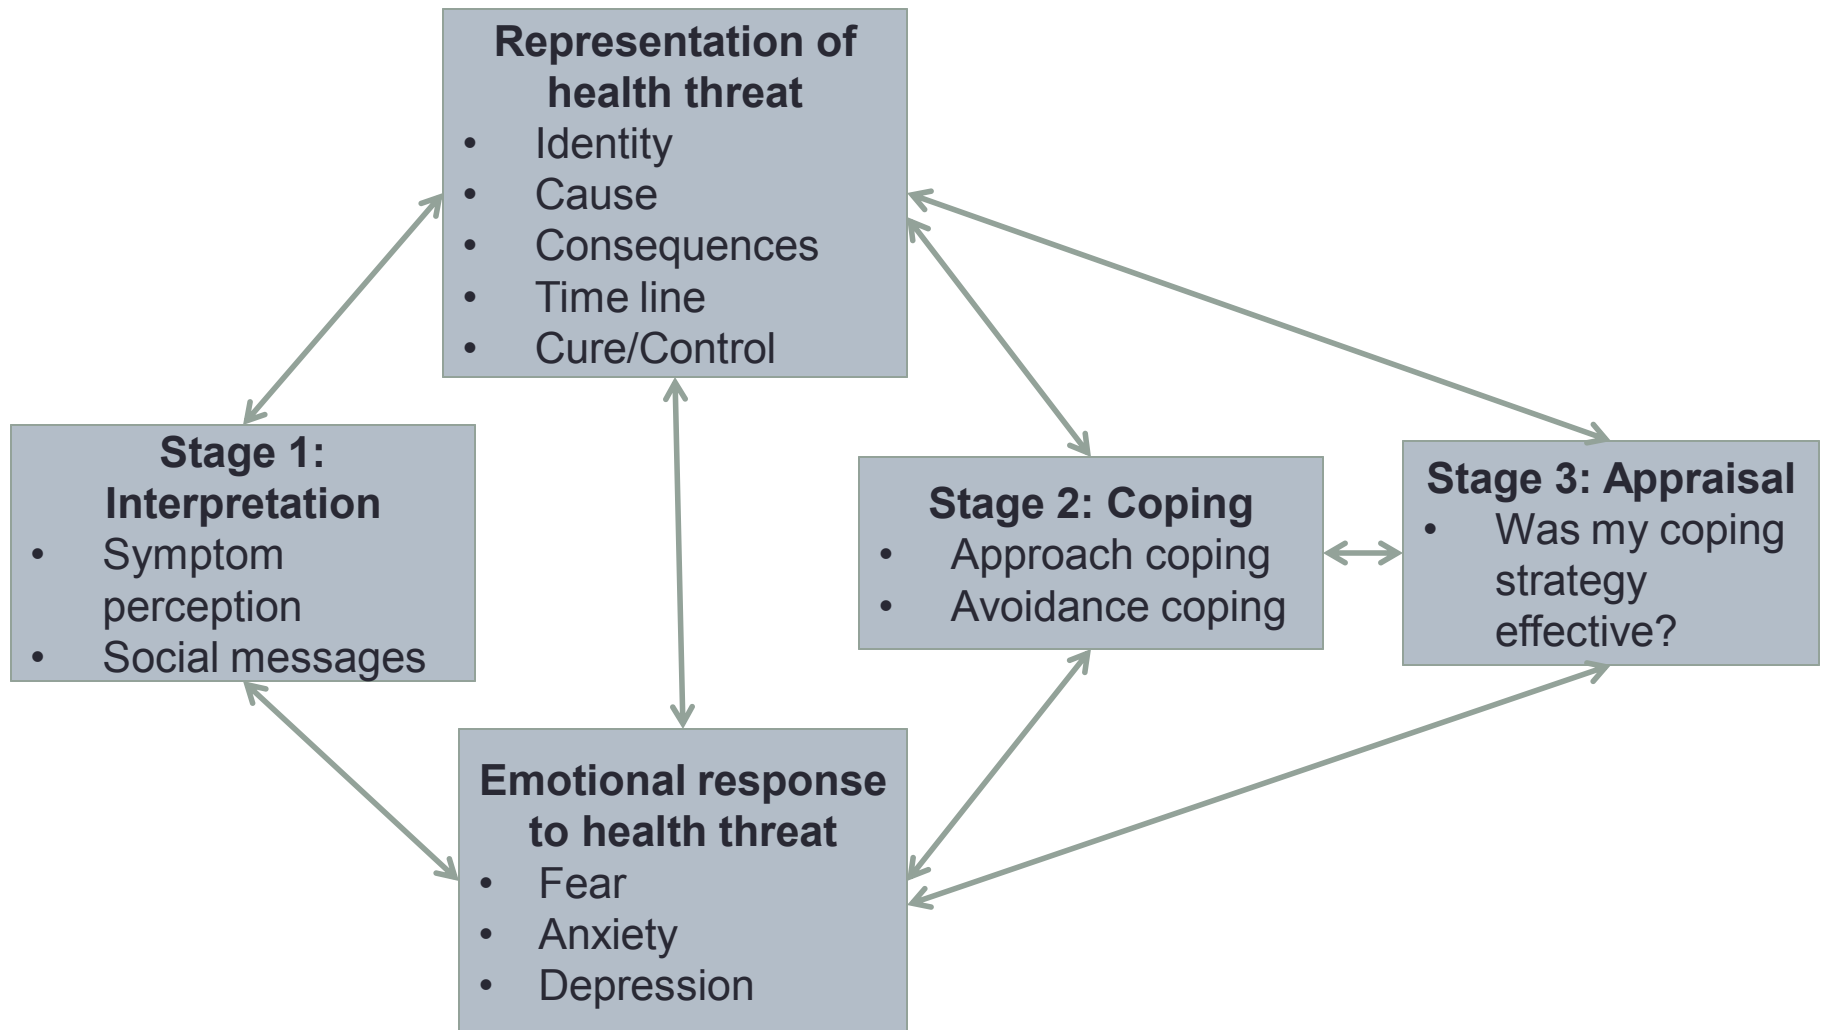 Representation of
health threat
• Identity
• Cause
• Consequences
• Time line
• Cure/Control
Stage 1:
Interpretation
• Symptom
perception
• Social messages
Stage 2: Coping
• Approach coping
• Avoidance coping
Stage 3: Appraisal
• Was my coping
strategy
effective?
Emotional response
to health threat
• Fear
• Anxiety
• Depression